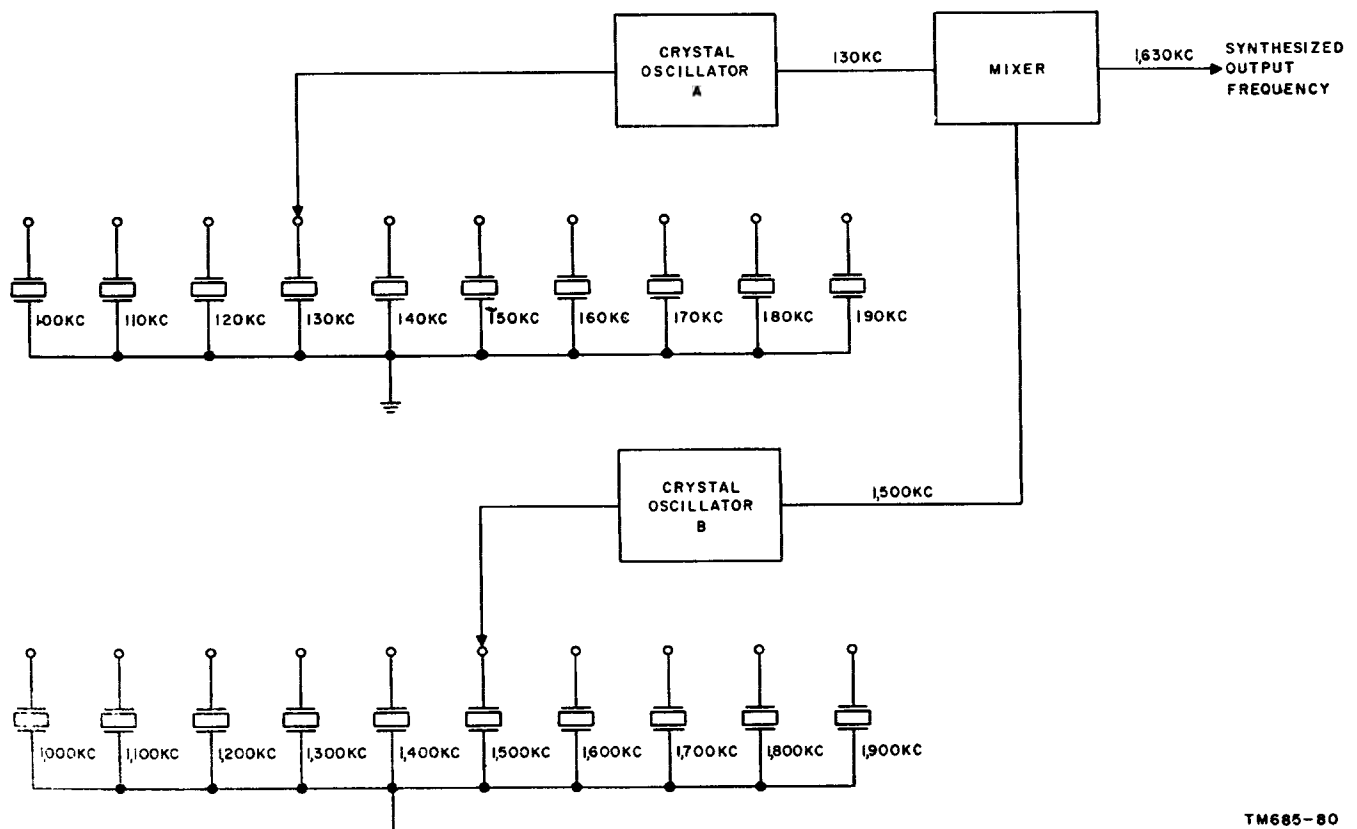 CRYSTAL
OSCILLATOR
A
130KC
MIXER
1,630KC
SYNTHESIZED
OUTPUT
FREQUENCY
100KC
110KC
120KC
130KC
140KC
150KC
160KC
170KC
180KC
190KC
CRYSTAL
OSCILLATOR
B
1,500KC
1,000KC
1,100KC
1,200KC
1,300KC
1,400KC
1,500KC
1,600KC
1,700KC
1,800KC
1,900KC
TM685-80